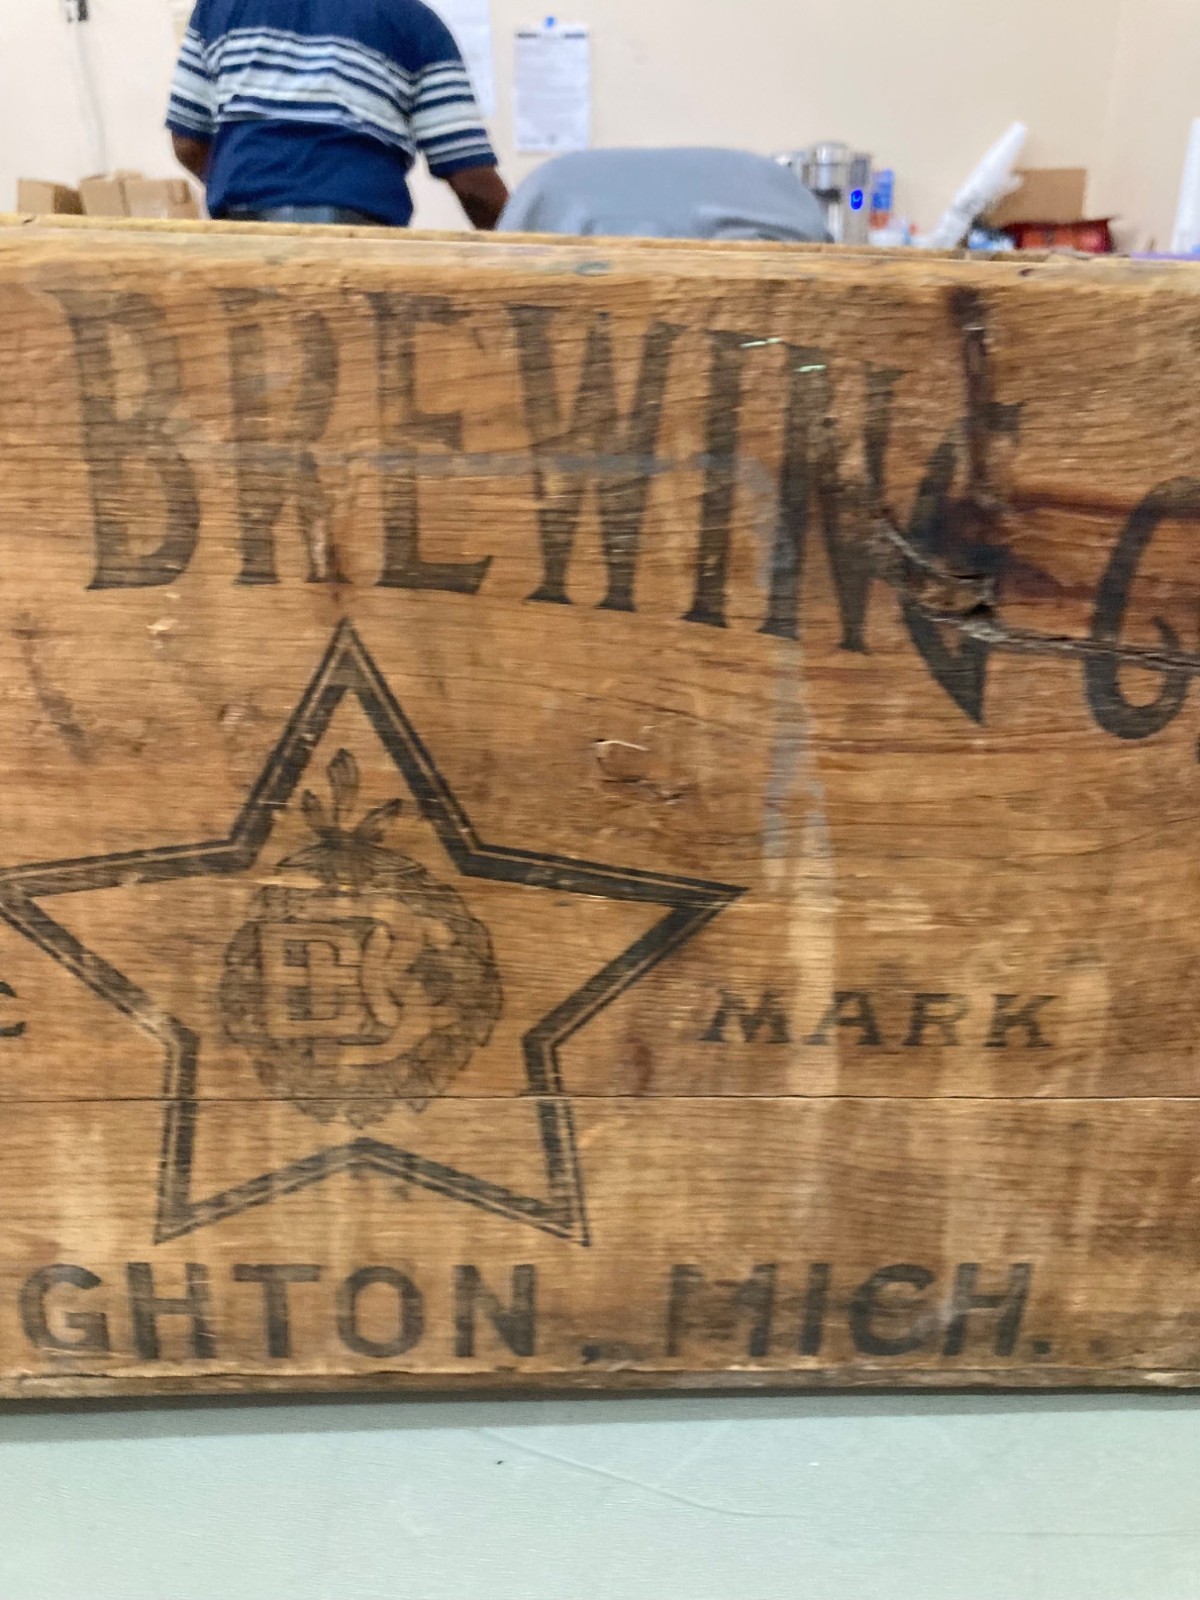 BREWING C
MARK
GHTON, MICH.